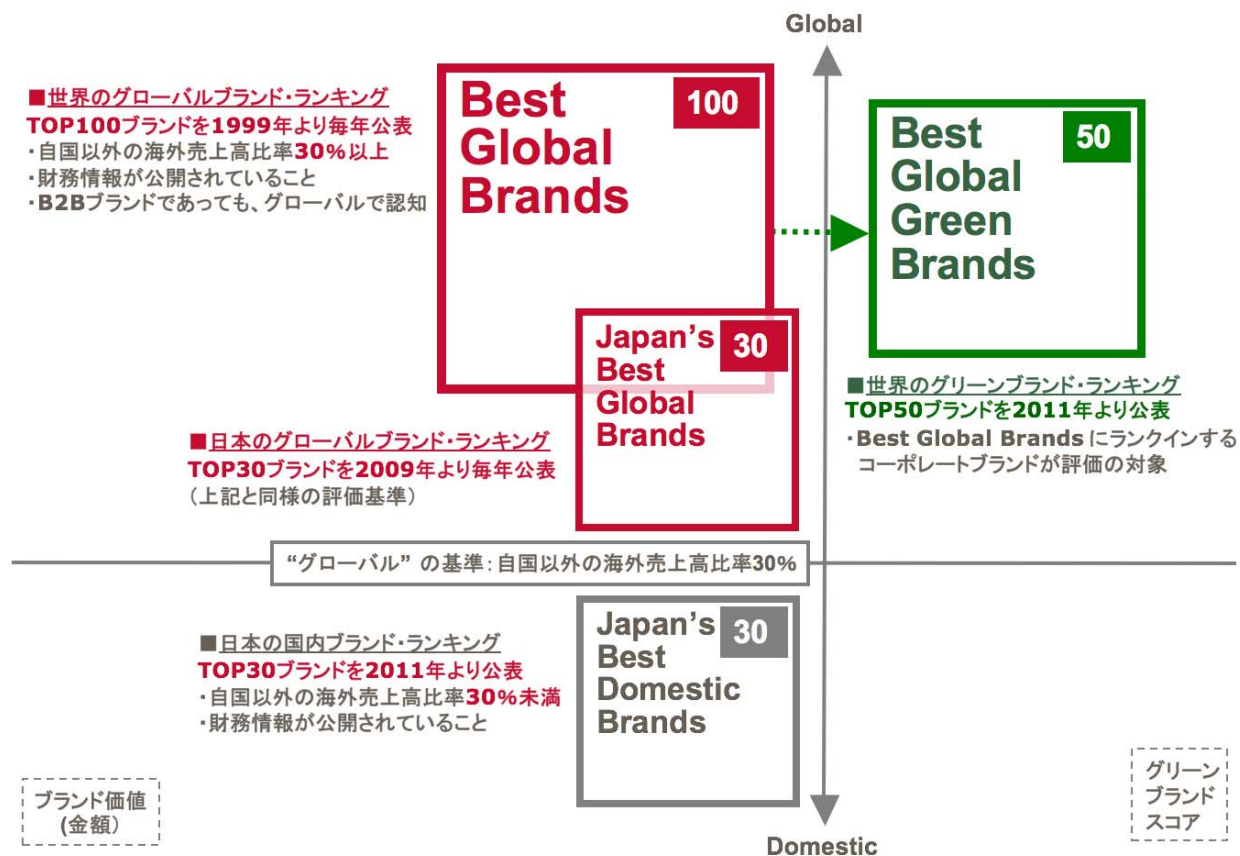 Global
■世界のグローバルブランド・ランキング
TOP100ブランドを1999年より毎年公表
・自国以外の海外売上高比率30%以上
・財務情報が公開されていること
・B2Bブランドであっても、グローバルで認知
Best
Global
Brands
100
Best
Global
Green
Brands
50
Japan’s
Best
Global
Brands
30
■世界のグリーンブランド・ランキング
TOP50ブランドを2011年より公表
・Best Global Brands にランクインする
コーポレートブランドが評価の対象
■日本のグローバルブランド・ランキング
TOP30ブランドを2009年より毎年公表
（上記と同様の評価基準）
“グローバル” の基準：自国以外の海外売上高比率30%
■日本の国内ブランド・ランキング
TOP30ブランドを2011年より公表
・自国以外の海外売上高比率30%未満
・財務情報が公開されていること
Japan’s
Best
Domestic
Brands
30
ブランド価値
(金額）
グリーン
ブランド
スコア
Domestic